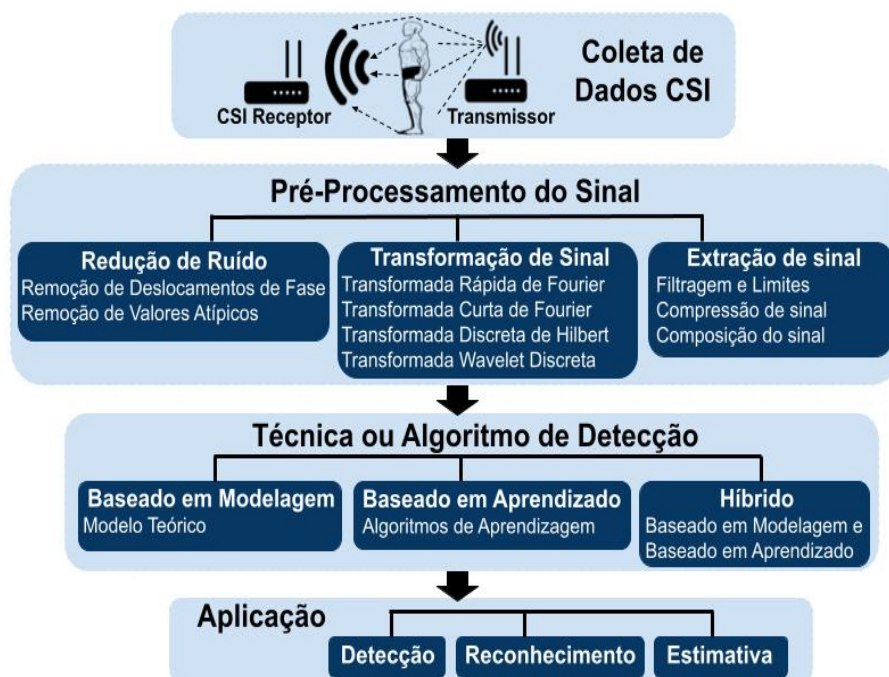 Coleta de
Dados CSI
CSI Receptor
Transmissor
Pré-Processamento do Sinal
Redução de Ruído
Remoção de Deslocamentos de Fase
Remoção de Valores Atípicos
Transformação de Sinal
Transformada Rápida de Fourier
Transformada Curta de Fourier
Transformada Discreta de Hilbert
Transformada Wavelet Discreta
Extração de sinal
Filtragem e Limites
Compressão de sinal
Composição do sinal
Técnica ou Algoritmo de Detecção
Baseado em Modelagem
Modelo Teórico
Baseado em Aprendizado
Algoritmos de Aprendizagem
Híbrido
Baseado em Modelagem e
Baseado em Aprendizado
Aplicação
Detecção
Reconhecimento
Estimativa